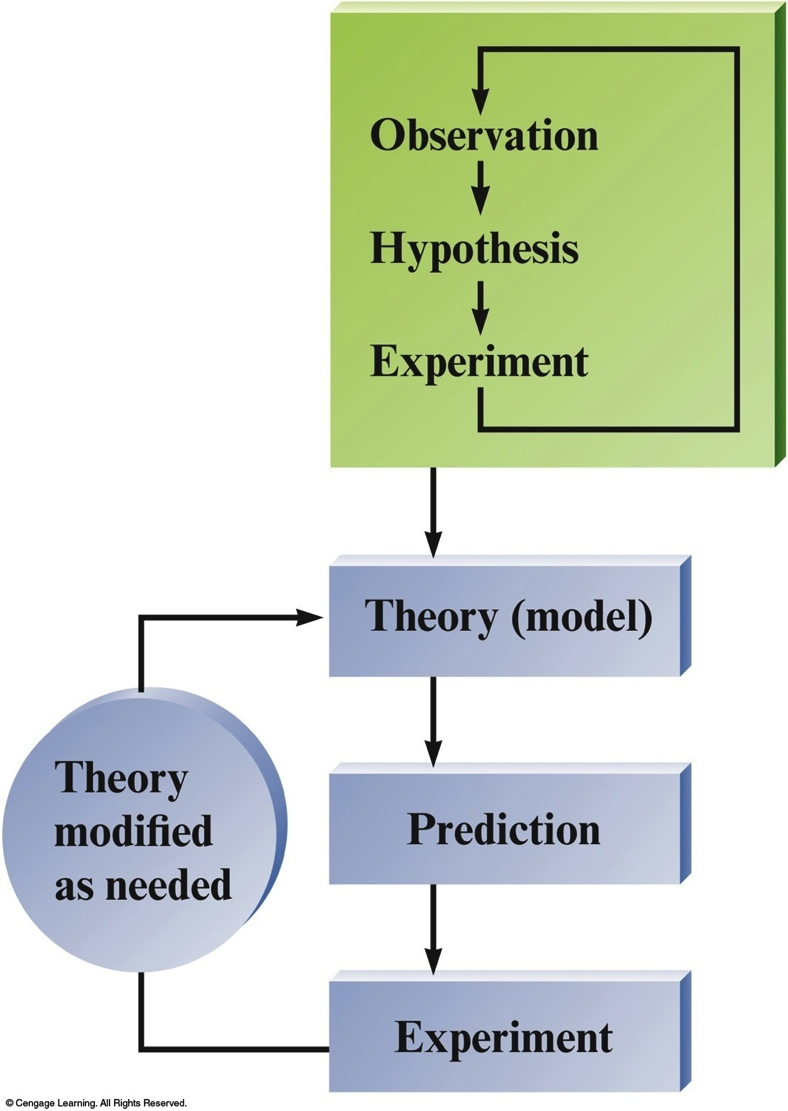 Observation
Hypothesis
Experiment
Theory (model)
Theory
modified
as needed
Prediction
Experiment
© Cengage Learning. All Rights Reserved.